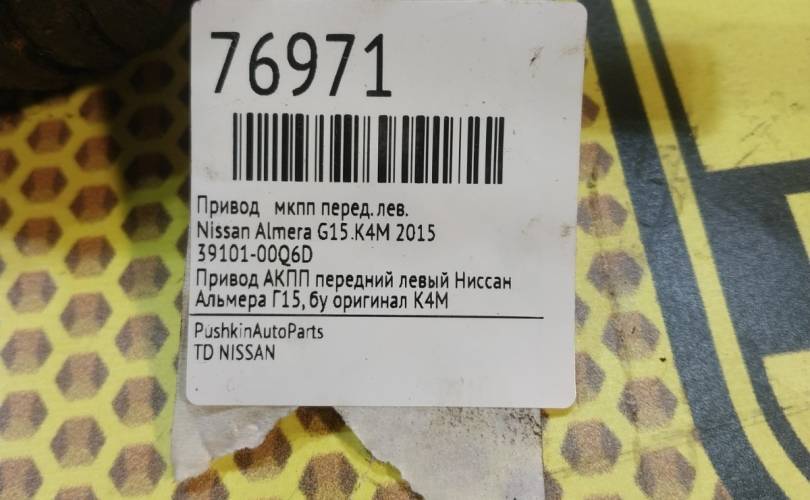 76971
Привод мкпп перед. лев.
Nissan Almera G15.K4M 2015
39101-00Q6D
Привод АКПП передний левый Ниссан
Альмера Г15, бу оригинал K4M
PushkinAutoParts
TD NISSAN